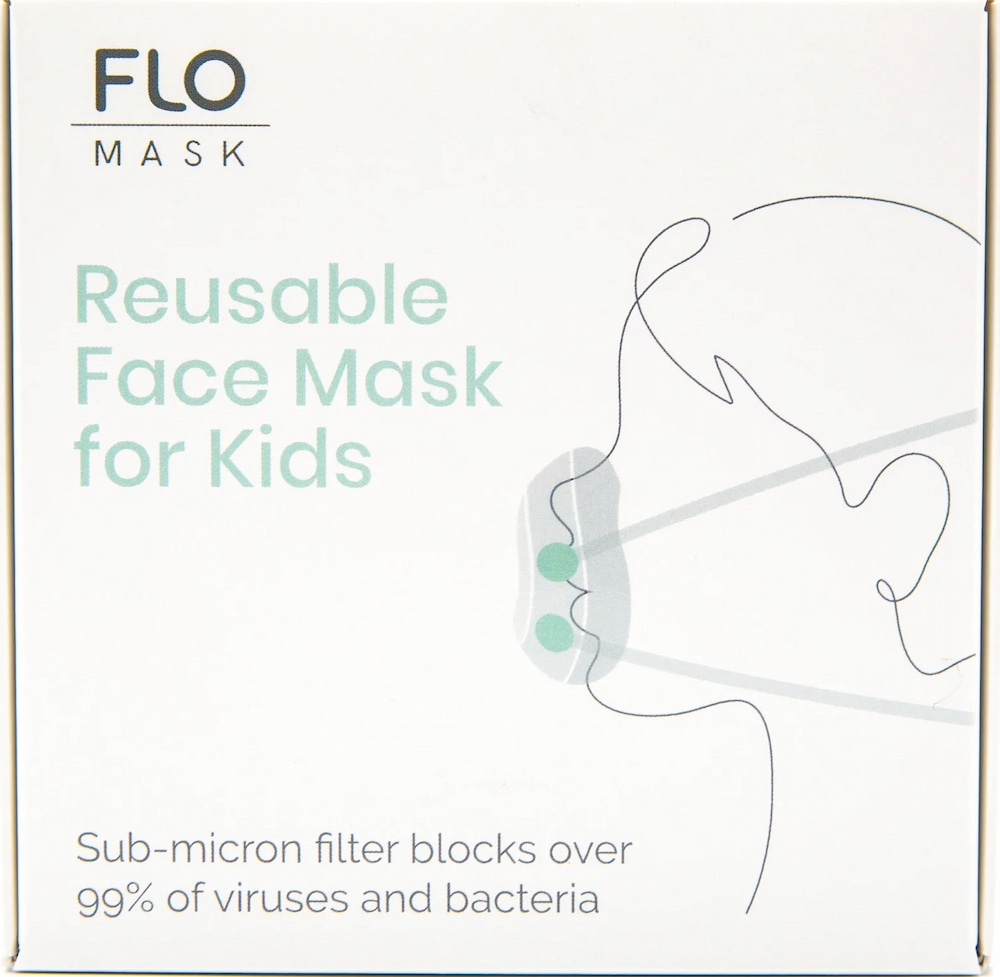 FLO
MASK
Reusable
Face Mask
for Kids
Sub-micron filter blocks over
99% of viruses and bacteria